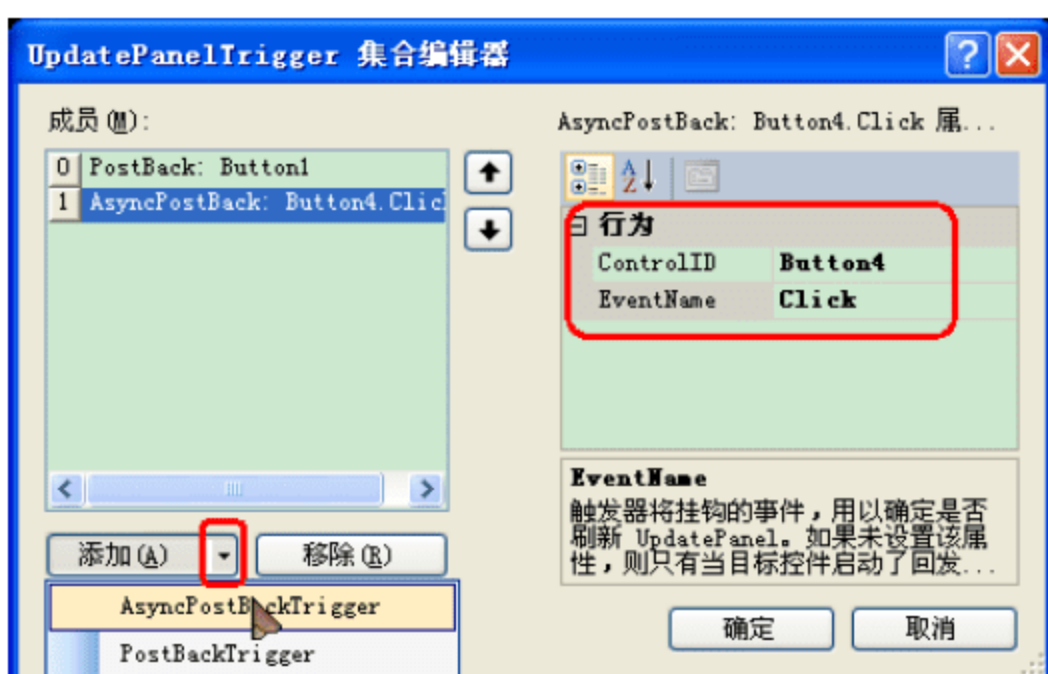 UpdatePanelTrigger 集合编辑器
成员(M):
0 PostBack: Button1
1 AsyncPostBack: Button4.Clic
添加(A)
移除(R)
AsyncPostBackTrigger
PostBackTrigger
AsyncPostBack: Button4.Click 属...
行为
ControlID Button4
EventName Click
EventName
触发器将挂钩的事件，用以确定是否
刷新 UpdatePanel。如果未设置该属
性，则只有当目标控件启动了回发...
确定
取消